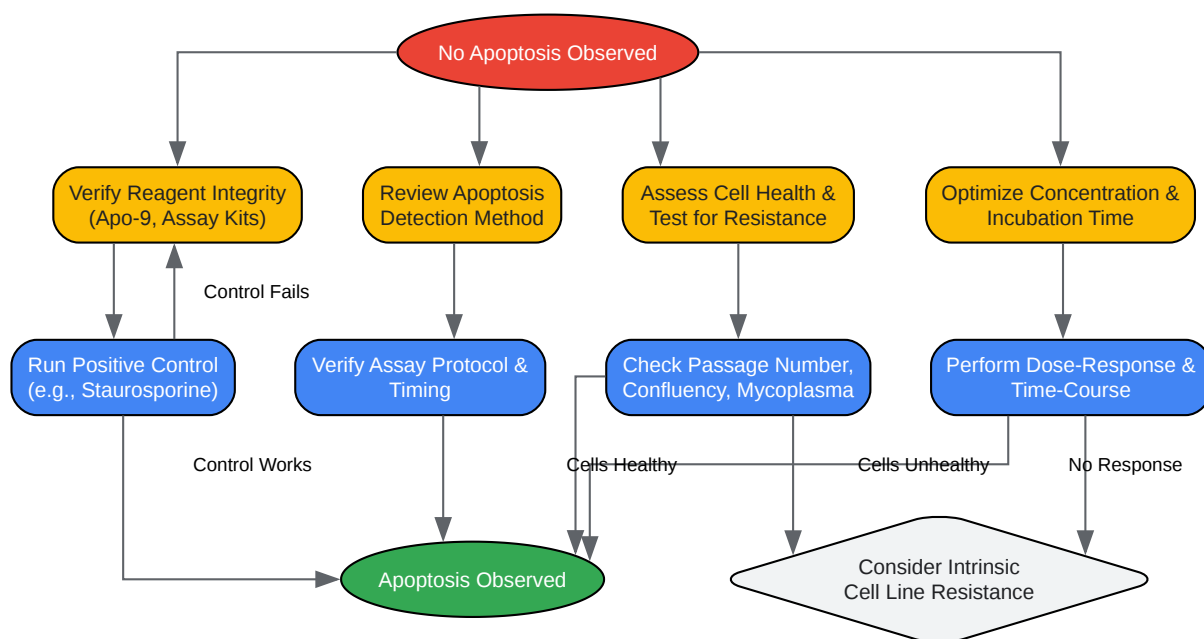 No Apoptosis Observed
Verify Reagent Integrity
(Apo-9, Assay Kits)
Review Apoptosis
Detection Method
Assess Cell Health &
Test for Resistance
Optimize Concentration &
Incubation Time
Control Fails
Run Positive Control
(e.g., Staurosporine)
Verify Assay Protocol &
Timing
Check Passage Number,
Confluency, Mycoplasma
Perform Dose-Response &
Time-Course
Control Works
Cells Healthy
Cells Unhealthy
No Response
Apoptosis Observed
Consider Intrinsic
Cell Line Resistance